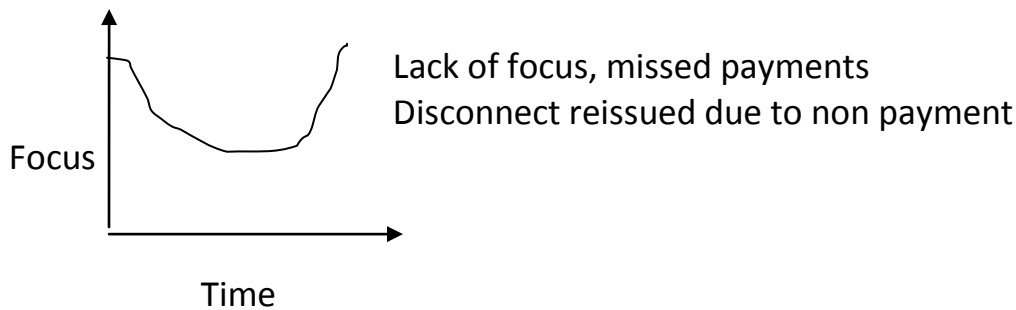 Lack of focus, missed payments
Disconnect reissued due to non payment
Focus
Time